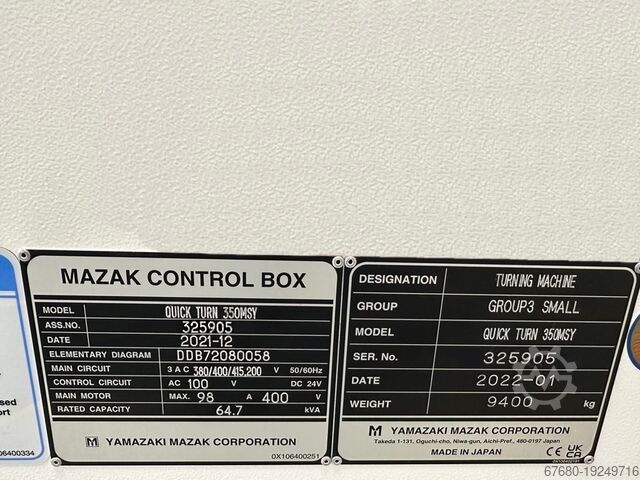 MAZAK CONTROL BOX
MODEL QUICK TURN 350MSY
ASS.NO. 325905
DATE 2021-12
ELEMENTARY DIAGRAM DDB72080058
MAIN CIRCUIT 3 A C 380/400/415,200 V 50/60Hz
CONTROL CIRCUIT AC 100 V DC 24V
MAIN MOTOR MAX. 98 A 400 V
RATED CAPACITY 64.7 kVA
M YAMAZAKI MAZAK CORPORATION
0X106400251
DESIGNATION TURNING MACHINE
GROUP GROUP3 SMALL
MODEL QUICK TURN 350MSY
SER. No. 325905
DATE 2022-01
WEIGHT 9400 kg
M YAMAZAKI MAZAK CORPORATION
Takeda 1-131, Oguchi-cho, Niwa-gun, Aichi-Pref., 480-0197 Japan
MADE IN JAPAN CE UK CA
sed
ort
06400334
67680-19249716